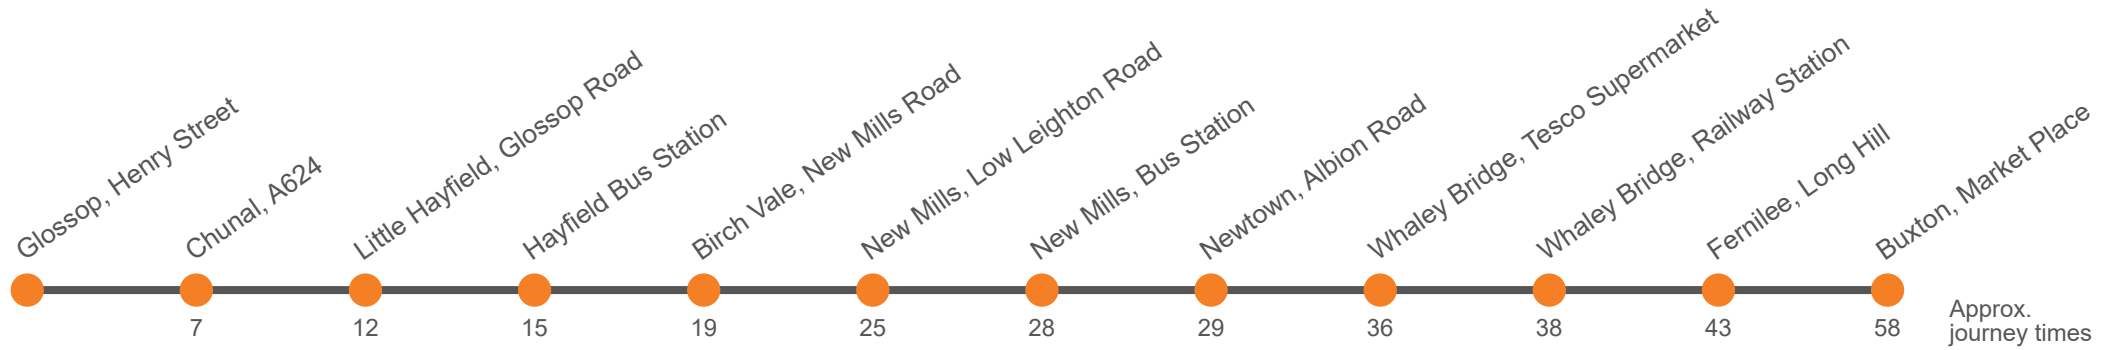 Glossop, Henry Street
Chunal, A624
Little Hayfield, Glossop Road
Hayfield Bus Station
Birch Vale, New Mills Road
New Mills, Low Leighton Road
New Mills, Bus Station
Newtown, Albion Road
Whaley Bridge, Tesco Supermarket
Whaley Bridge, Railway Station
Fernilee, Long Hill
Buxton, Market Place
7 12 15 19 25 28 29 36 38 43 58
Approx.
journey times